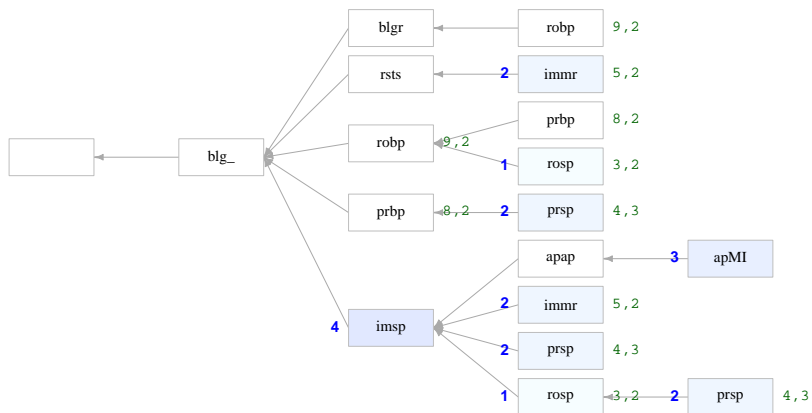 blgr robp 9,2
rsts 2 immr 5,2
prbp 8,2
robp 9,2
1 rosp 3,2
blg_
prbp 8,2 2 prsp 4,3
apap 3 apMI
2 immr 5,2
4 imsp
2 prsp 4,3
1 rosp 3,2 2 prsp 4,3